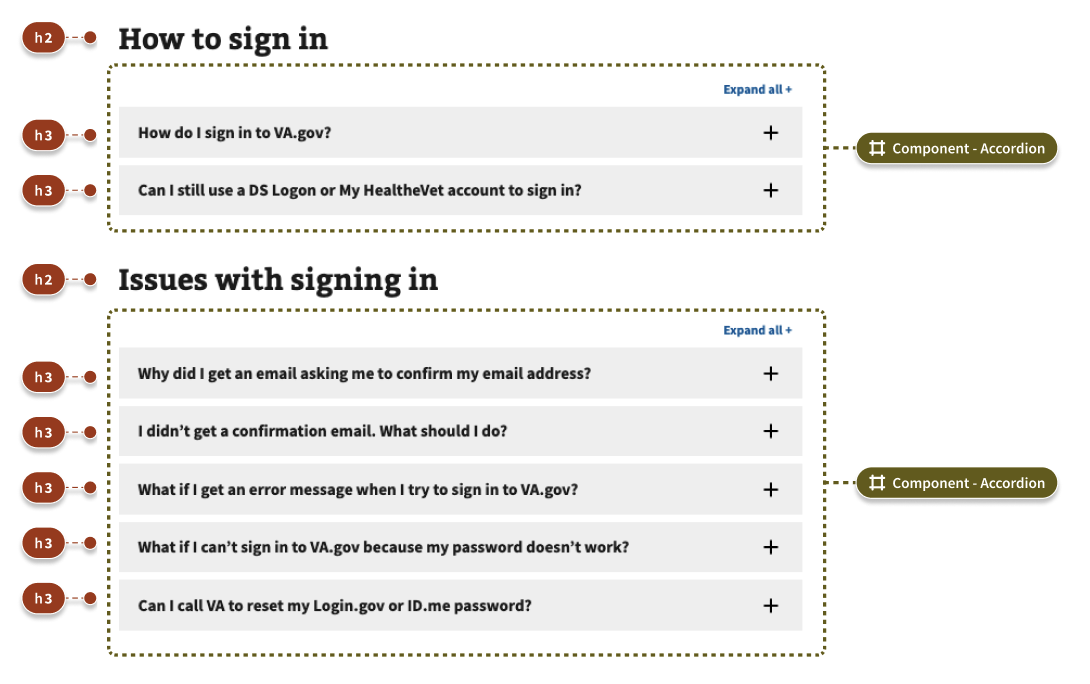 h2 How to sign in
Expand all +
h3 How do I sign in to VA.gov? +
Component - Accordion
h3 Can I still use a DS Logon or My HealtheVet account to sign in? +
h2 Issues with signing in
Expand all +
h3 Why did I get an email asking me to confirm my email address? +
h3 I didn’t get a confirmation email. What should I do? +
h3 What if I get an error message when I try to sign in to VA.gov? +
Component - Accordion
h3 What if I can’t sign in to VA.gov because my password doesn’t work? +
h3 Can I call VA to reset my Login.gov or ID.me password? +